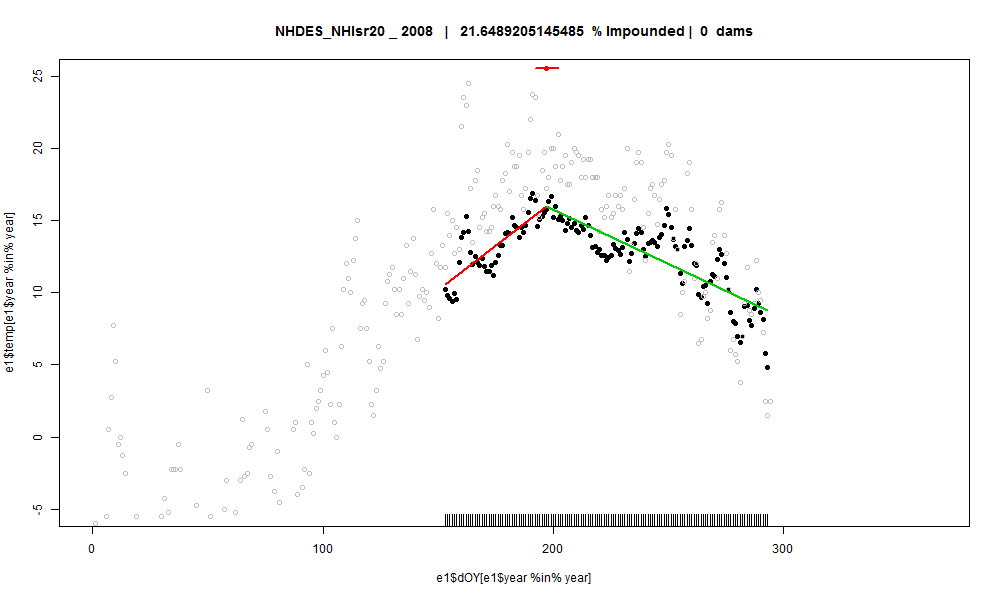 NHDES_NHIsr20 _ 2008 | 21.6489205145485 % Impounded | 0 dams
e1$temp[e1$year %in% year]
25
20
15
10
5
0
-5
0 100 200 300
e1$dOY[e1$year %in% year]